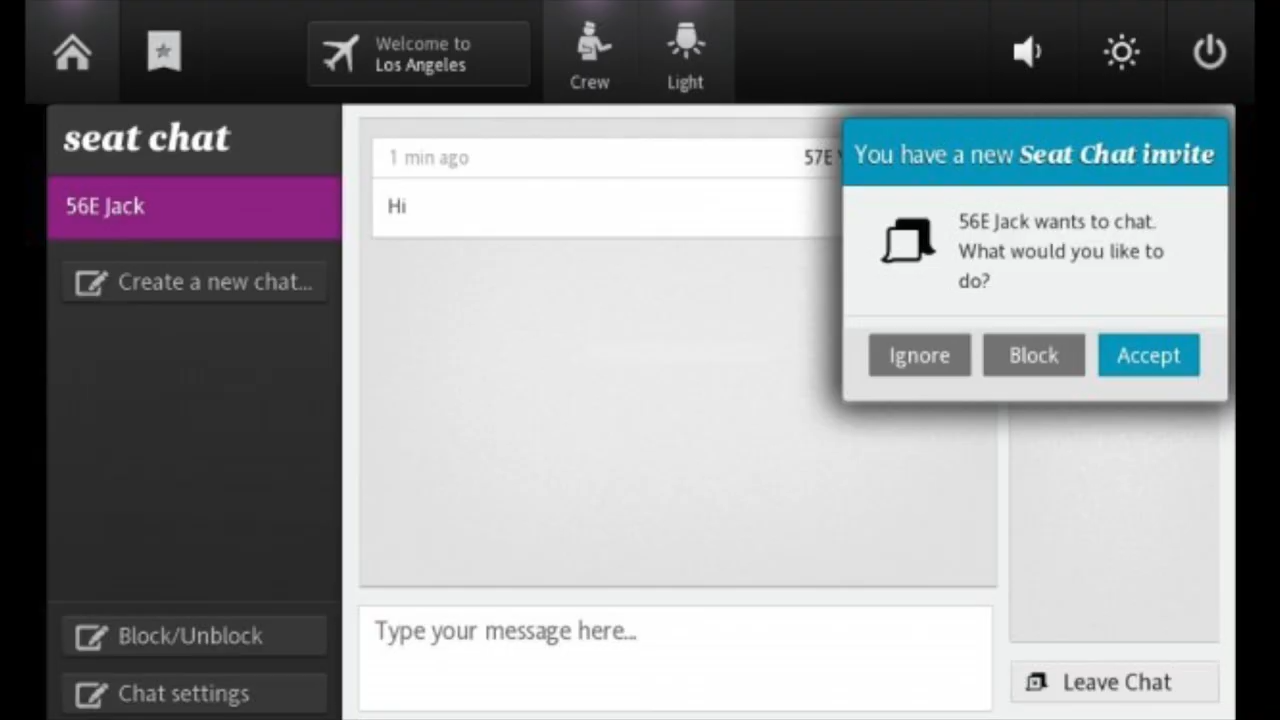 Welcome to
Los Angeles
Crew
Light
seat chat
56E Jack
Create a new chat...
Block/Unblock
Chat settings
1 min ago
57E
Hi
Type your message here...
You have a new Seat Chat invite
56E Jack wants to chat.
What would you like to
do?
Ignore
Block
Accept
Leave Chat